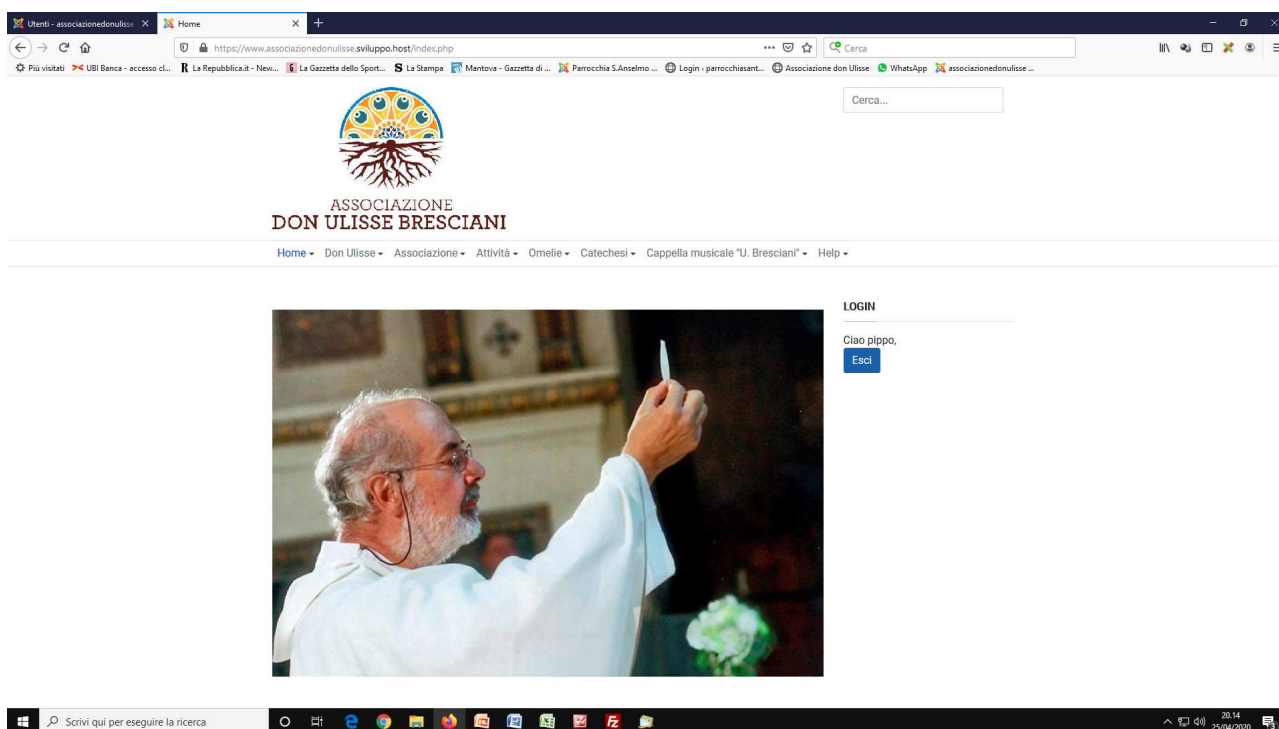 Utenti - associazionedonulisse
Home
https://www.associazionedonulisse.sviluppo.host/index.php
Cerca
Più visitati
UBI Banca - accesso cl...
La Repubblica.it - New...
La Gazzetta dello Sport...
La Stampa
Mantova - Gazzetta di ...
Parrocchia S.Anselmo ...
Login ‹ parrocchiasant...
Associazione don Ulisse
WhatsApp
associazionedonulisse ...
Cerca...
ASSOCIAZIONE
DON ULISSE BRESCIANI
Home Don Ulisse Associazione Attività Omelie Catechesi Cappella musicale "U. Bresciani" Help
LOGIN
Ciao pippo,
Esci
Scrivi qui per eseguire la ricerca
20.14
25/04/2020